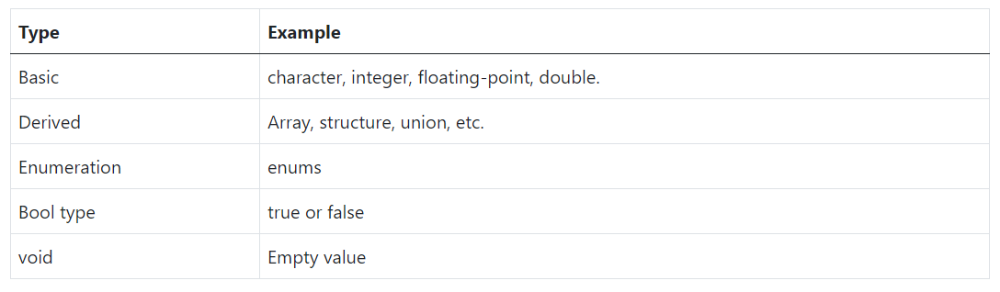 Type Example
Basic character, integer, floating-point, double.
Derived Array, structure, union, etc.
Enumeration enums
Bool type true or false
void Empty value